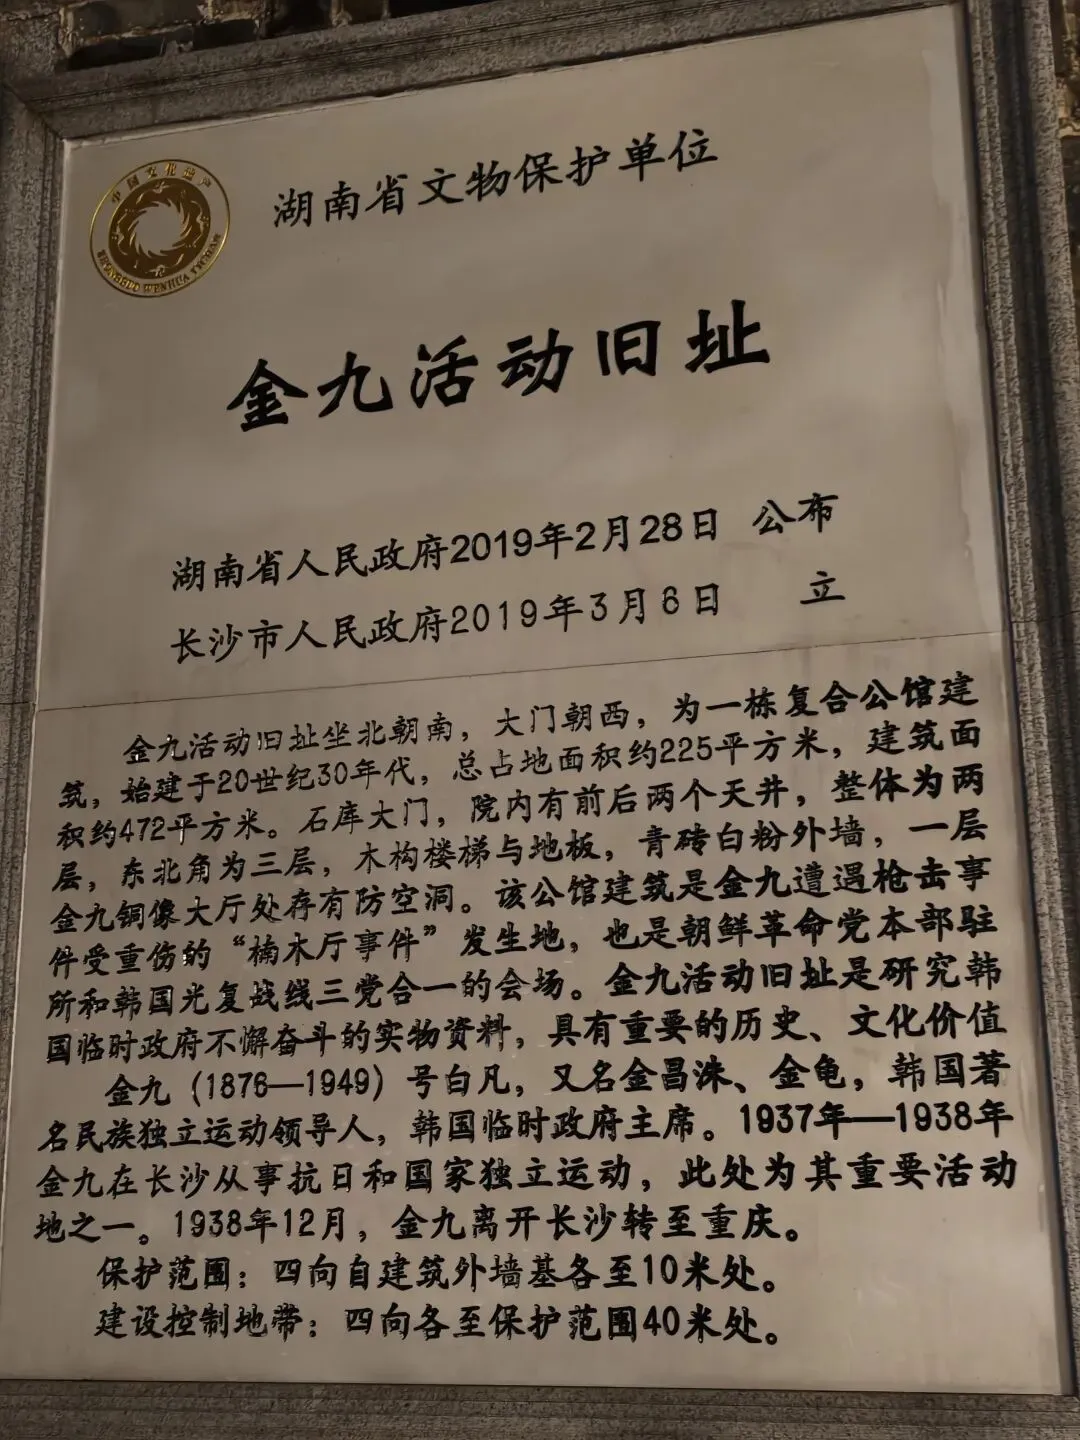 中国文化遗产
ZHONGGUO WENHUA YICHAN
湖南省文物保护单位
金九活动旧址
湖南省人民政府2019年2月28日 公布
长沙市人民政府2019年3月6日 立
金九活动旧址坐北朝南，大门朝西，为一栋复合公馆建
筑，始建于20世纪30年代，总占地面积约225平方米，建筑面
积约472平方米。石库大门，院内有前后两个天井，整体为两
层，东北角为三层，木构楼梯与地板，青砖白粉外墙，一层
金九铜像大厅处存有防空洞。该公馆建筑是金九遭遇枪击事
件受重伤的“楠木厅事件”发生地，也是朝鲜革命党本部驻
所和韩国光复战线三党合一的会场。金九活动旧址是研究韩
国临时政府不懈奋斗的实物资料，具有重要的历史、文化价值
金九（1876—1949）号白凡，又名金昌洙、金龟，韩国著
名民族独立运动领导人，韩国临时政府主席。1937年—1938年
金九在长沙从事抗日和国家独立运动，此处为其重要活动
地之一。1938年12月，金九离开长沙转至重庆。
保护范围：四向自建筑外墙基各至10米处。
建设控制地带：四向各至保护范围40米处。